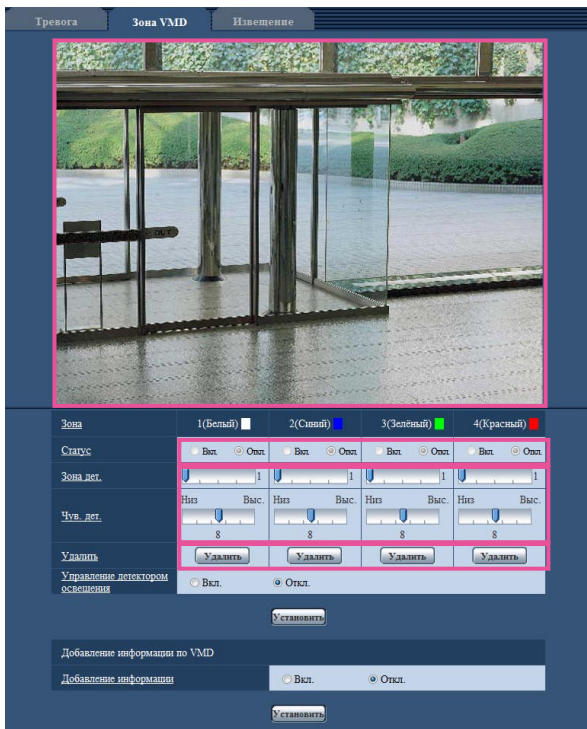 Тревога Зона VMD Извещение
OUT
Зона 1(Белый) 2(Синий) 3(Зелёный) 4(Красный)
Статус Вкл Откл Вкл Откл Вкл Откл Вкл Откл
Зона дет. 1 1 1 1
Низ Выс. Низ Выс. Низ Выс. Низ Выс.
Чув. дет.
8 8 8 8
Удалить Удалить Удалить Удалить Удалить
Управление детектором
освещения Вкл. Откл.
Установить
Добавление информации по VMD
Добавление информации Вкл. Откл.
Установить